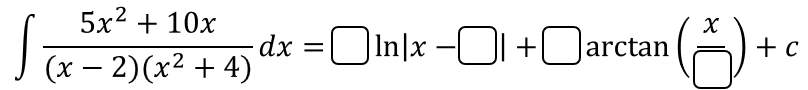 ∫ (5x² + 10x)/((x − 2)(x² + 4)) dx = □ ln|x − □| + □ arctan(x/□) + c